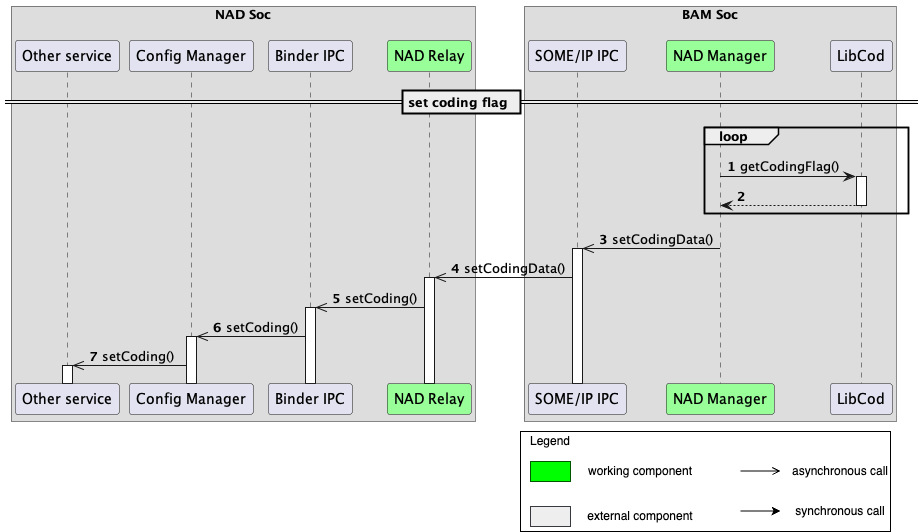 NAD Soc
BAM Soc
Other service
Config Manager
Binder IPC
NAD Relay
SOME/IP IPC
NAD Manager
LibCod
set coding flag
loop
1 getCodingFlag()
2
3 setCodingData()
4 setCodingData()
5 setCoding()
6 setCoding()
7 setCoding()
Other service
Config Manager
Binder IPC
NAD Relay
SOME/IP IPC
NAD Manager
LibCod
Legend
working component
asynchronous call
external component
synchronous call